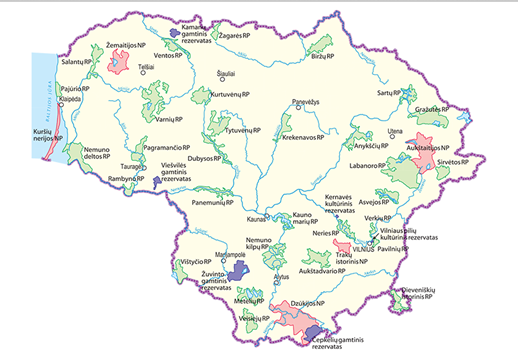 Kamanų
gamtinis
rezervatas
Žagarės RP
Žemaitijos NP
Ventos RP
Biržų RP
Salantų RP
Telšiai
Šiauliai
Pajūrio RP
Klaipėda
BALTIJOS JŪRA
Kurtuvėnų RP
Panevėžys
Sartų RP
Gražutės RP
Varnių RP
Tytuvėnų RP
Krekenavos RP
Utena
Anykščių RP
Aukštaitijos NP
Kuršių
nerijos NP
Nemuno
deltos RP
Pagramančio RP
Dubysos RP
Labanoro RP
Sirvėtos RP
Tauragė
Viešvilės
gamtinis
rezervatas
Rambyno RP
Panemunių RP
Kernavės
kultūrinis
rezervatas
Asvejos RP
Kaunas
Kauno
marių RP
Verkių RP
Neries RP
Vilniaus pilių
kultūrinis rezervatas
VILNIUS
Pavilnių RP
Nemuno
kilpų RP
Trakų
istorinis NP
Marijampolė
Vištyčio RP
Žuvinto
gamtinis
rezervatas
Aukštadvario RP
Alytus
Metelių RP
Dzūkijos NP
Dieveniškių
istorinis RP
Veisiejų RP
Čepkelių gamtinis
rezervatas